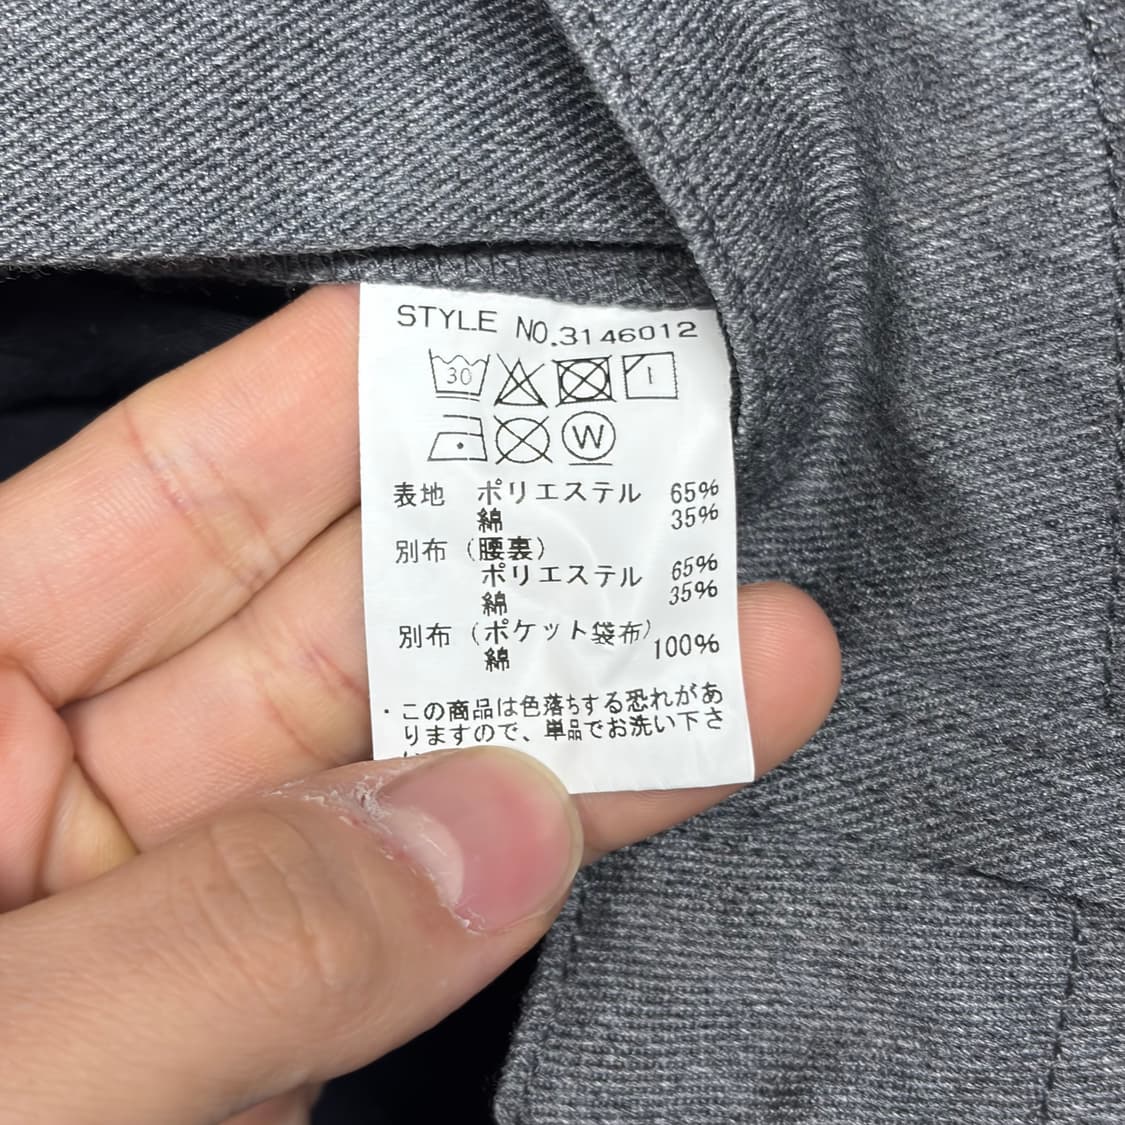 STYLE NO.3146012
30
W
表地 ポリエステル 65%
綿 35%
別布(腰裏)
ポリエステル 65%
綿 35%
別布(ポケット袋布)
綿 100%
・この商品は色落ちする恐れがあ
りますので、単品でお洗い下さ